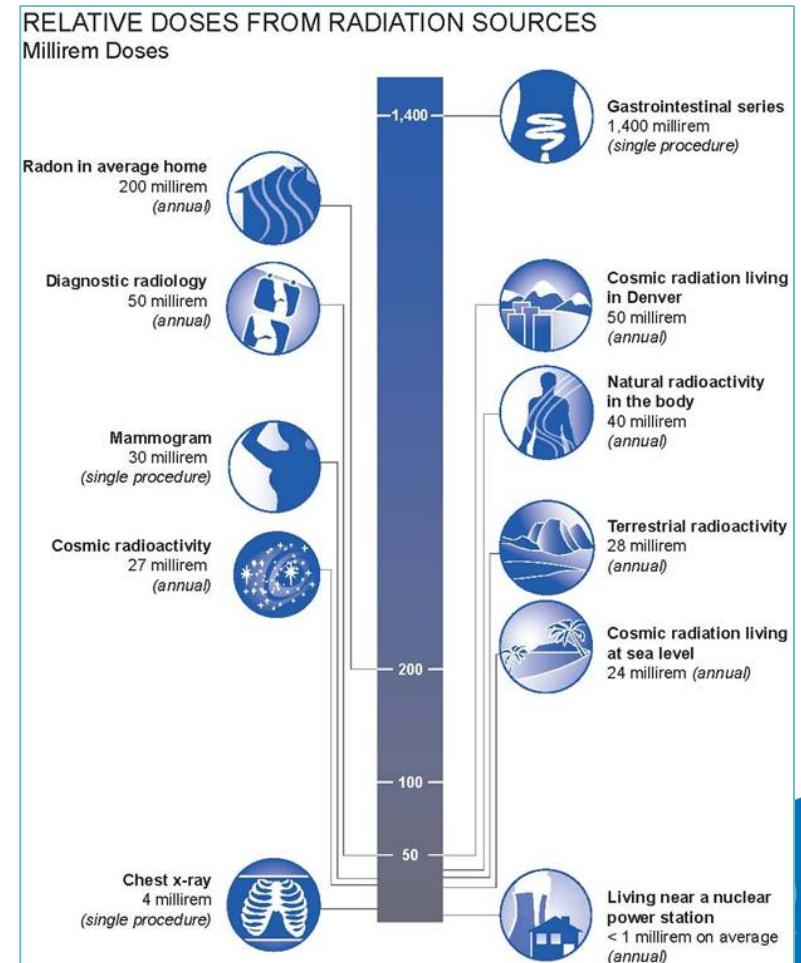 RELATIVE DOSES FROM RADIATION SOURCES
Millirem Doses
1,400
Gastrointestinal series
1,400 millirem
(single procedure)
Radon in average home
200 millirem
(annual)
Diagnostic radiology
50 millirem
(annual)
Cosmic radiation living
in Denver
50 millirem
(annual)
Natural radioactivity
in the body
40 millirem
(annual)
Mammogram
30 millirem
(single procedure)
Terrestrial radioactivity
28 millirem
(annual)
Cosmic radioactivity
27 millirem
(annual)
Cosmic radiation living
at sea level
24 millirem (annual)
200
100
50
Chest x-ray
4 millirem
(single procedure)
Living near a nuclear
power station
< 1 millirem on average
(annual)